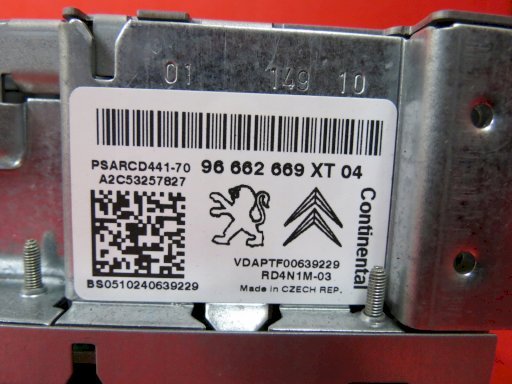 01 149 10
PSARCD441-70 96 662 669 XT 04
A2C53257827
Continental
VDAPTF00639229
RD4N1M-03
BS0510240639229 Made in CZECH REP.